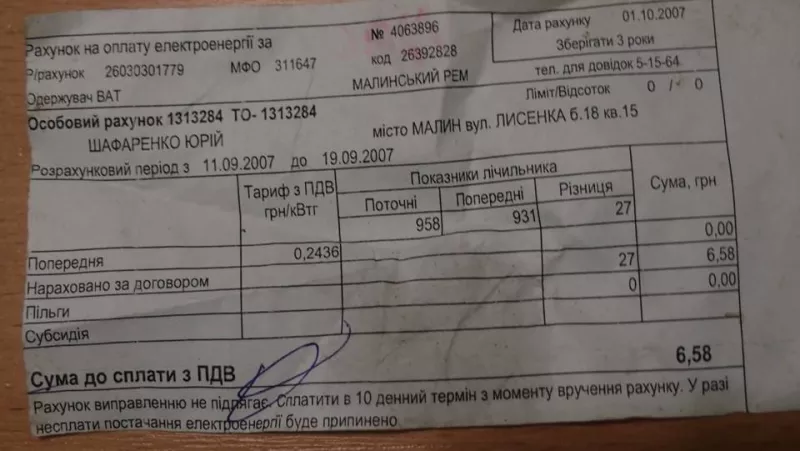 Рахунок на оплату електроенергії за
№ 4063896
Дата рахунку 01.10.2007
Р/рахунок 26030301779 МФО 311647 код 26392828
Зберігати 3 роки
Одержувач ВАТ МАЛИНСЬКИЙ РЕМ
тел. для довідок 5-15-64
Особовий рахунок 1313284 ТО- 1313284
Ліміт/Відсоток 0 / 0
ШАФАРЕНКО ЮРІЙ
місто МАЛИН вул. ЛИСЕНКА б.18 кв.15
Розрахунковий період з 11.09.2007 до 19.09.2007
Тариф з ПДВ грн/кВтг
Показники лічильника
Поточні Попередні Різниця
Сума, грн
958 931 27
Попередня 0,2436 0,00
Нараховано за договором 27 6,58
Пільги 0 0,00
Субсидія
Сума до сплати з ПДВ 6,58
Рахунок виправленню не підлягає. Сплатити в 10 денний термін з моменту вручення рахунку. У разі
несплати постачання електроенергії буде припинено.